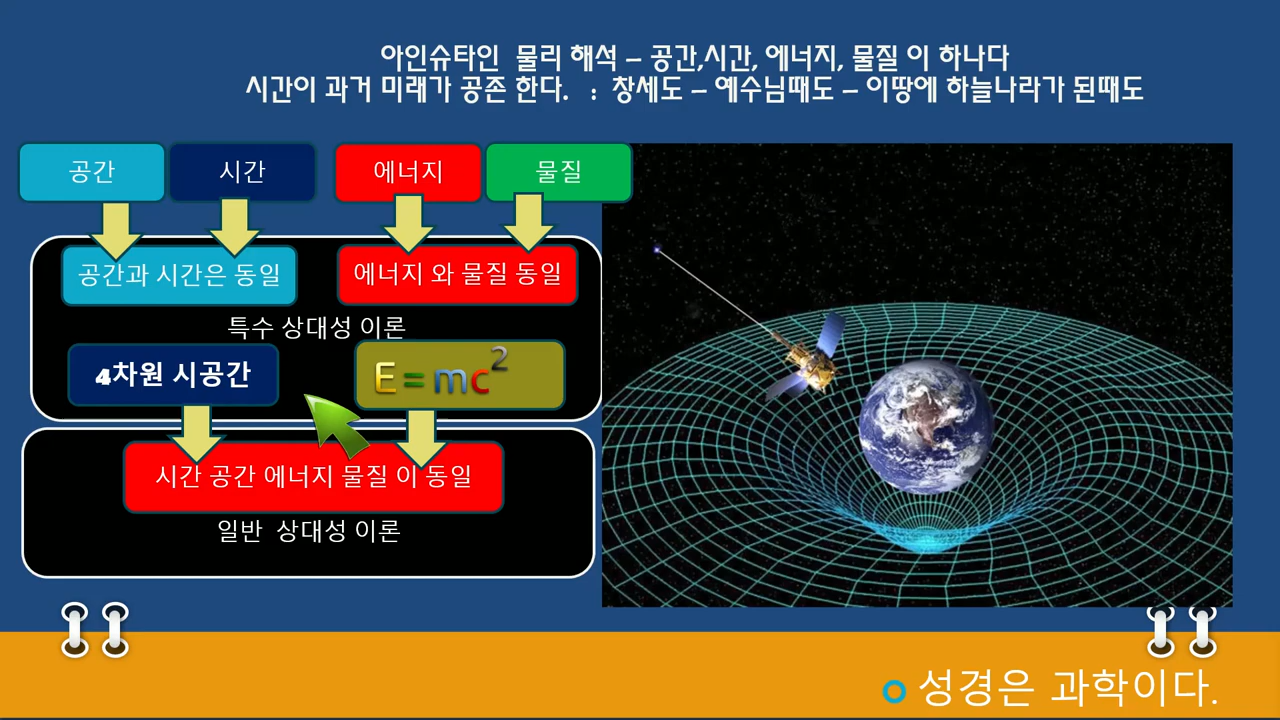 아인슈타인 물리 해석 – 공간,시간, 에너지, 물질 이 하나다
시간이 과거 미래가 공존 한다. : 창세도 – 예수님때도 – 이땅에 하늘나라가 된때도
공간 시간 에너지 물질
공간과 시간은 동일 에너지 와 물질 동일
특수 상대성 이론
4차원 시공간 E=mc²
시간 공간 에너지 물질 이 동일
일반 상대성 이론
성경은 과학이다.